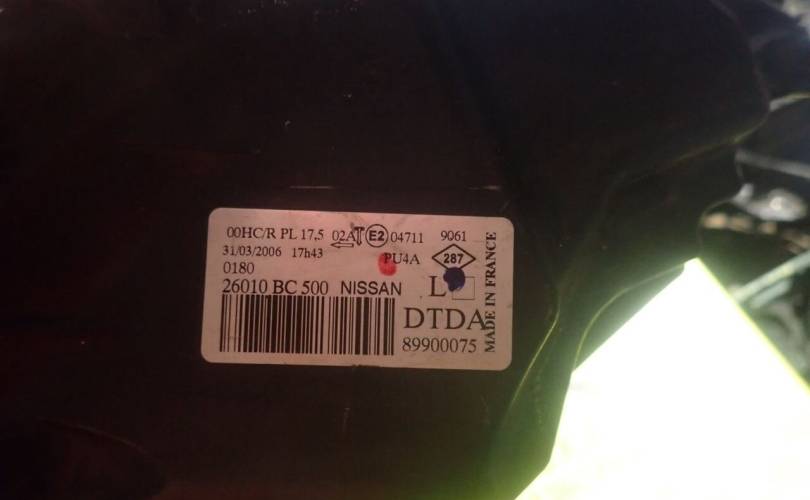 00HC/R PL 17,5 02A E2 04711 9061
31/03/2006 17h43 PU4A 287
0180
26010 BC 500 NISSAN L
DTDA
89900075
MADE IN FRANCE